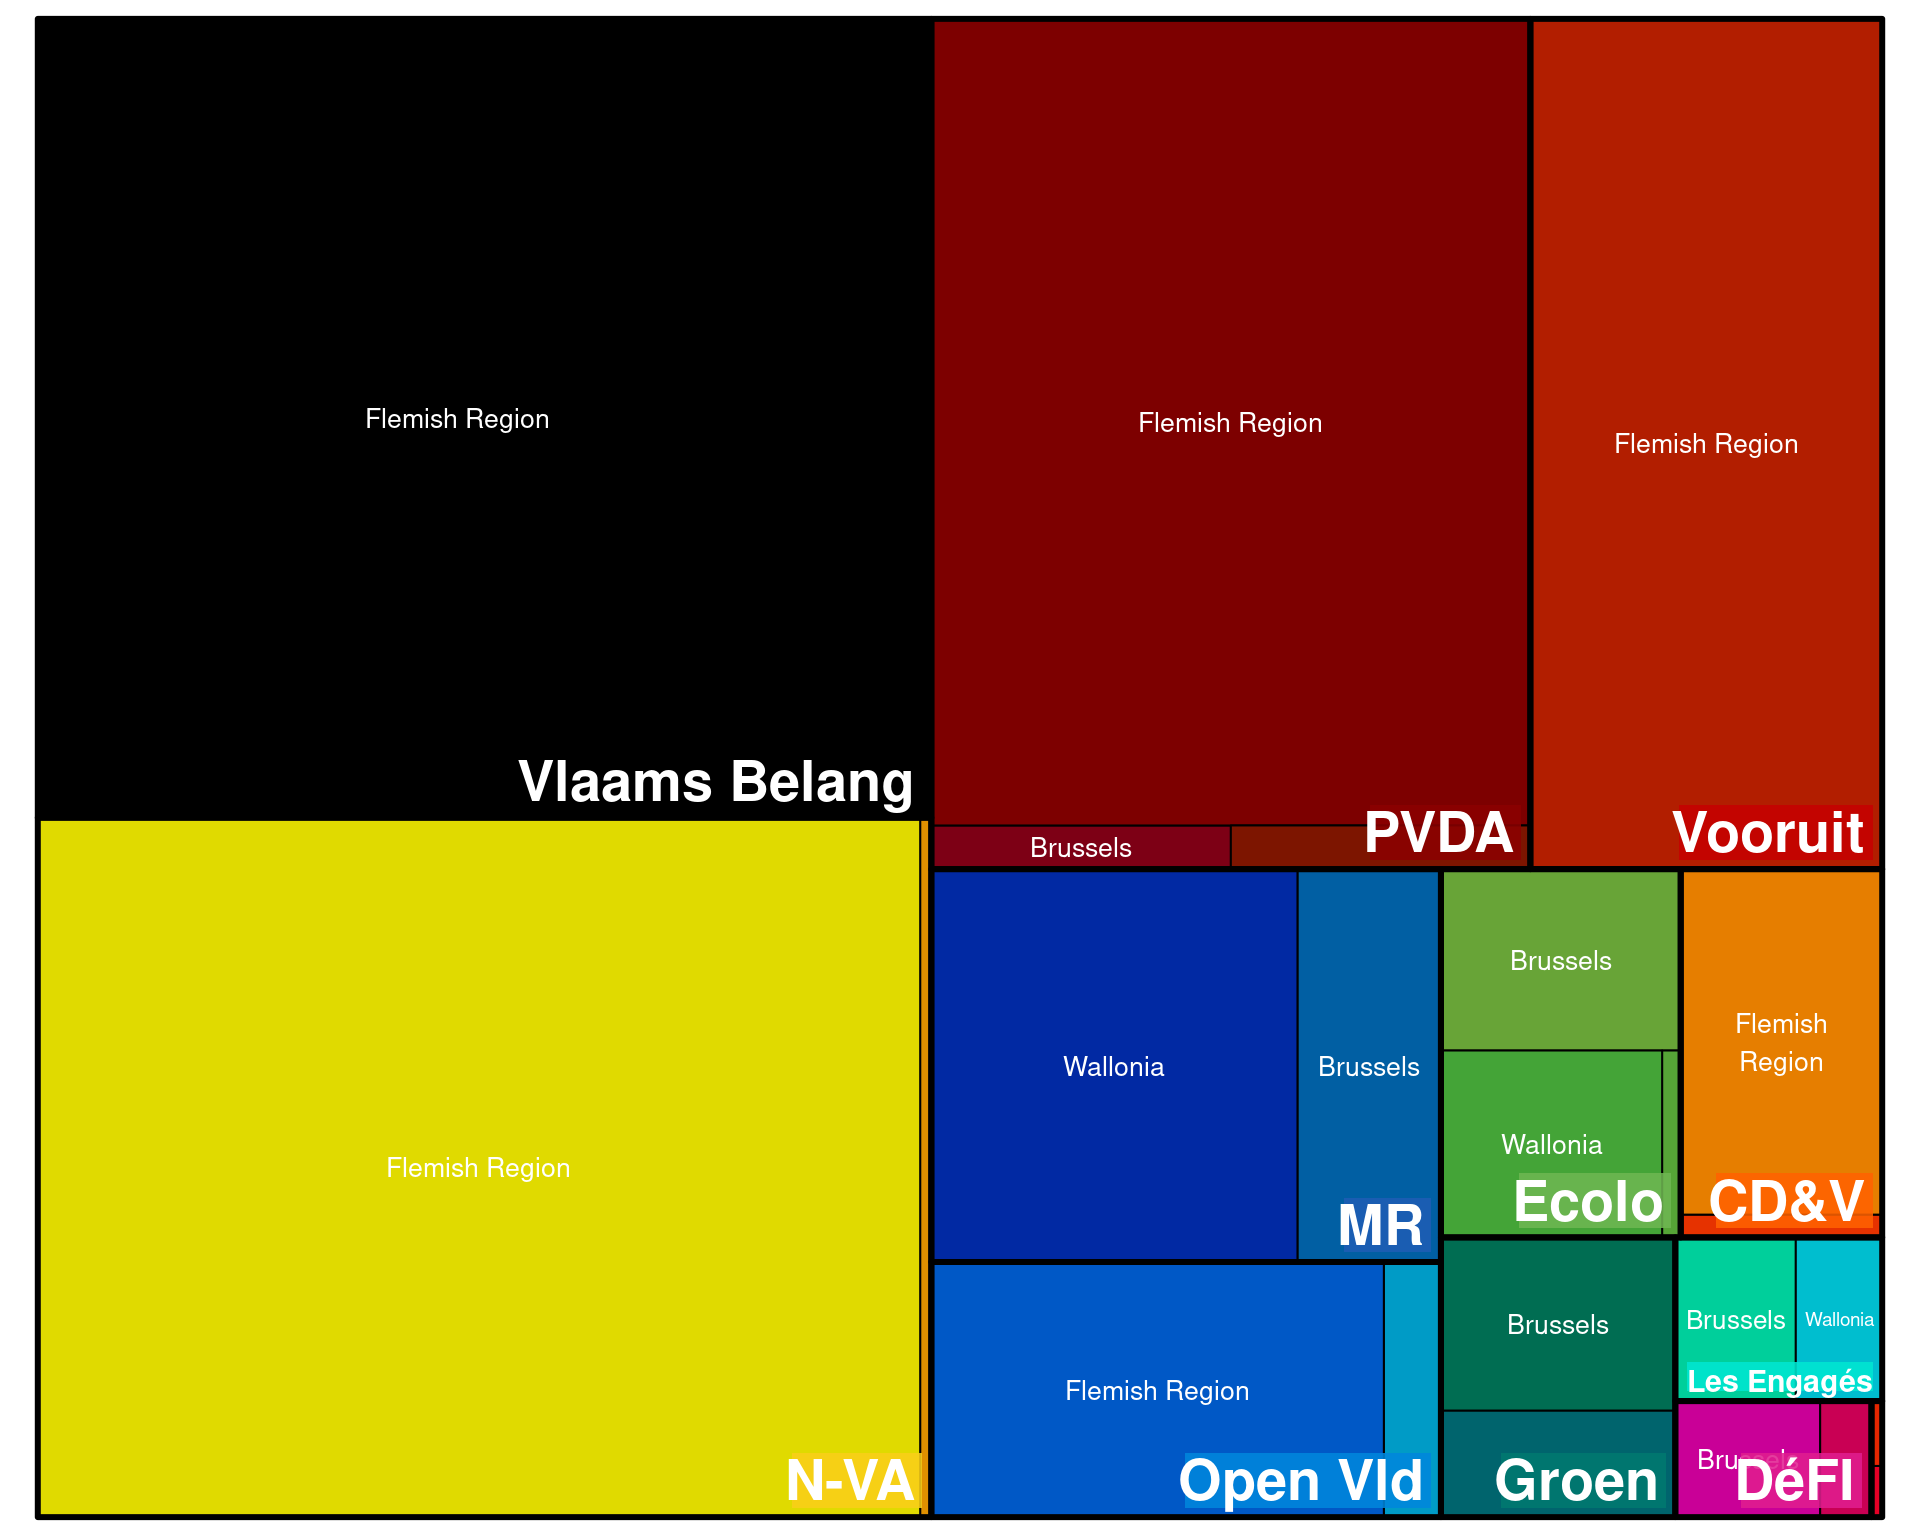 Flemish Region
Vlaams Belang
Flemish Region
N-VA
Flemish Region
Brussels
PVDA
Flemish Region
Vooruit
Wallonia
Brussels
MR
Flemish Region
Open Vld
Brussels
Wallonia
Ecolo
Flemish
Region
CD&V
Brussels
Groen
Brussels
Wallonia
Les Engagés
Brussels
DéFI